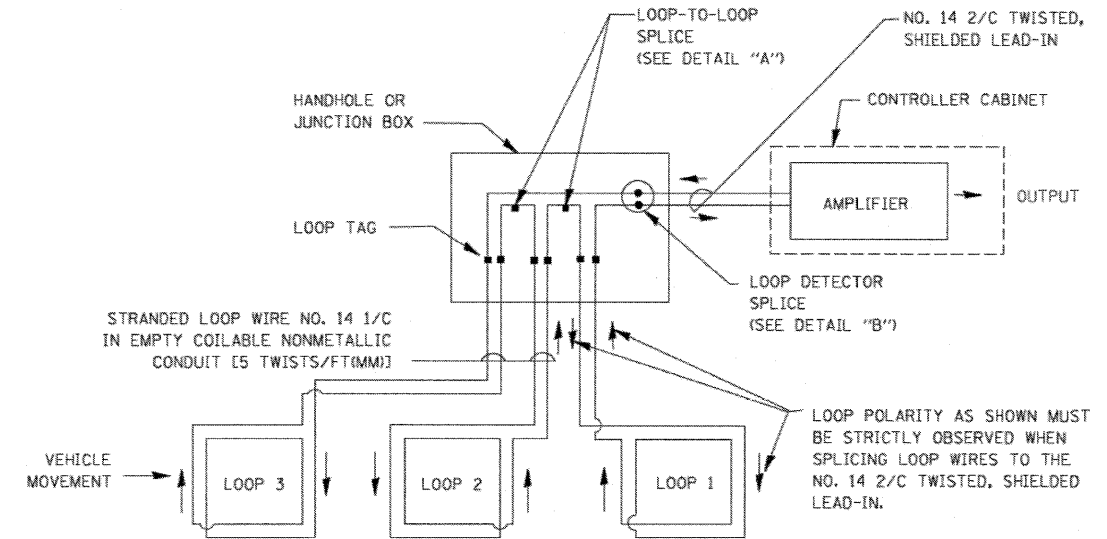 LOOP-TO-LOOP
SPLICE
(SEE DETAIL "A")
NO. 14 2/C TWISTED,
SHIELDED LEAD-IN
HANDHOLE OR
JUNCTION BOX
CONTROLLER CABINET
AMPLIFIER
OUTPUT
LOOP TAG
LOOP DETECTOR
SPLICE
(SEE DETAIL "B")
STRANDED LOOP WIRE NO. 14 1/C
IN EMPTY COILABLE NONMETALLIC
CONDUIT [5 TWISTS/FT(MM)]
LOOP POLARITY AS SHOWN MUST
BE STRICTLY OBSERVED WHEN
SPLICING LOOP WIRES TO THE
NO. 14 2/C TWISTED, SHIELDED
LEAD-IN.
VEHICLE
MOVEMENT
LOOP 3
LOOP 2
LOOP 1